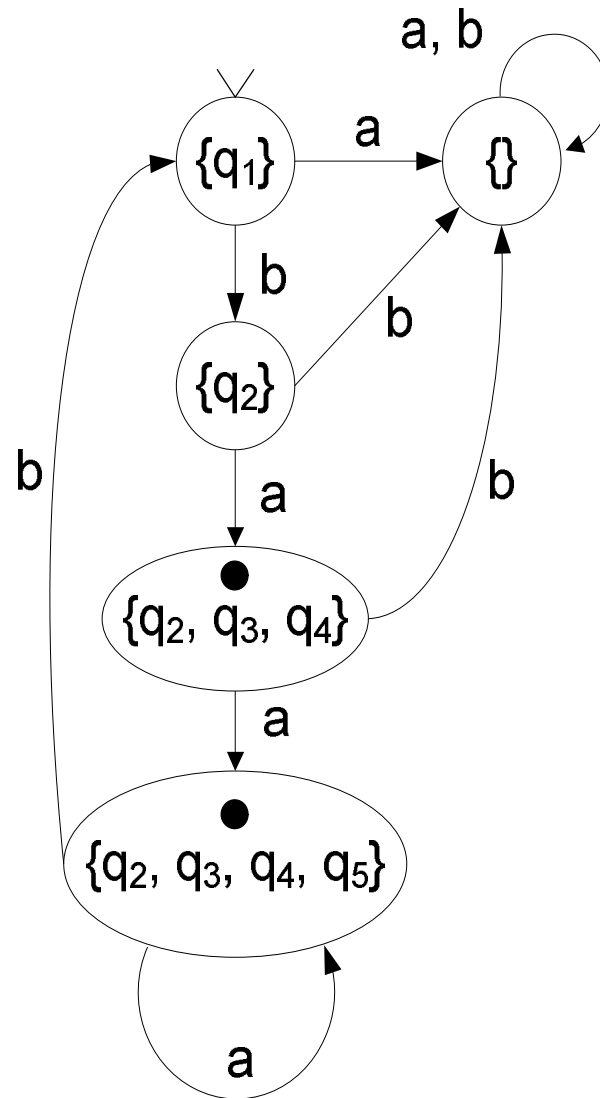 a, b
{q₁}
a
{}
b
{q₂}
b
b
a
b
{q₂, q₃, q₄}
a
{q₂, q₃, q₄, q₅}
a